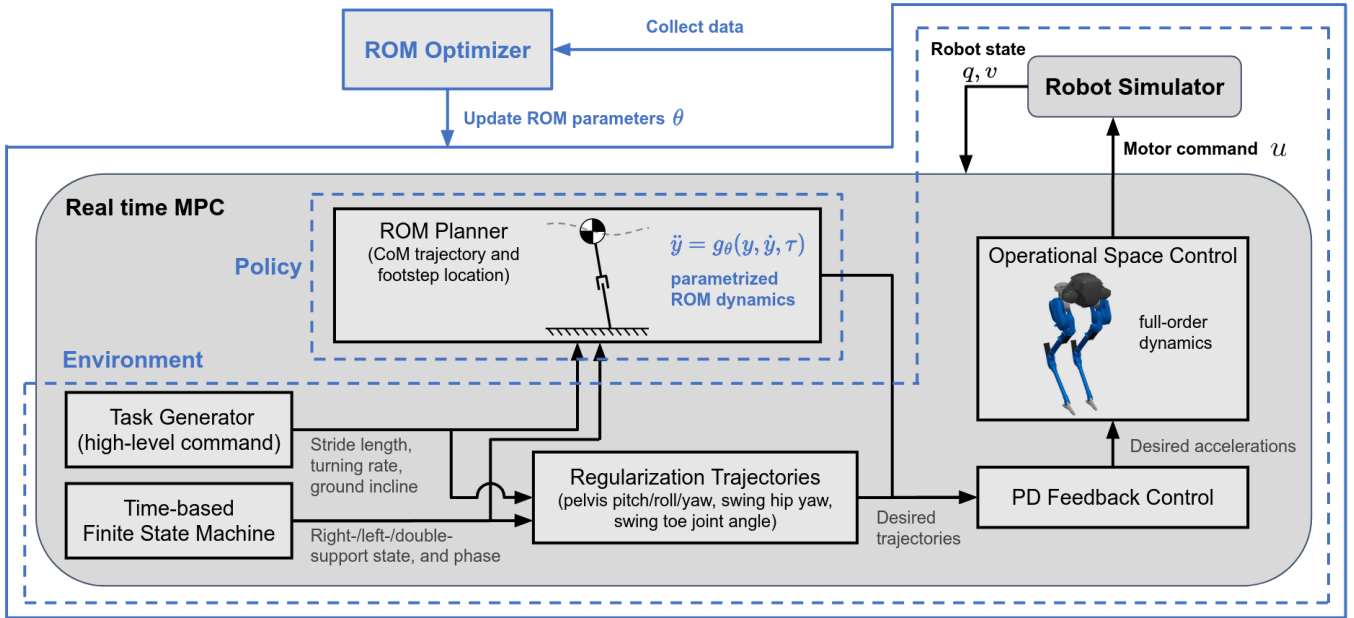 ROM Optimizer
Collect data
Update ROM parameters θ
Robot state
q, v
Robot Simulator
Motor command u
Real time MPC
Policy
ROM Planner
(CoM trajectory and
footstep location)
ÿ = g_θ(y, ẏ, τ)
parametrized
ROM dynamics
Operational Space Control
full-order
dynamics
Environment
Task Generator
(high-level command)
Stride length,
turning rate,
ground incline
Time-based
Finite State Machine
Right-/left-/double-
support state, and phase
Regularization Trajectories
(pelvis pitch/roll/yaw, swing hip yaw,
swing toe joint angle)
Desired
trajectories
Desired accelerations
PD Feedback Control